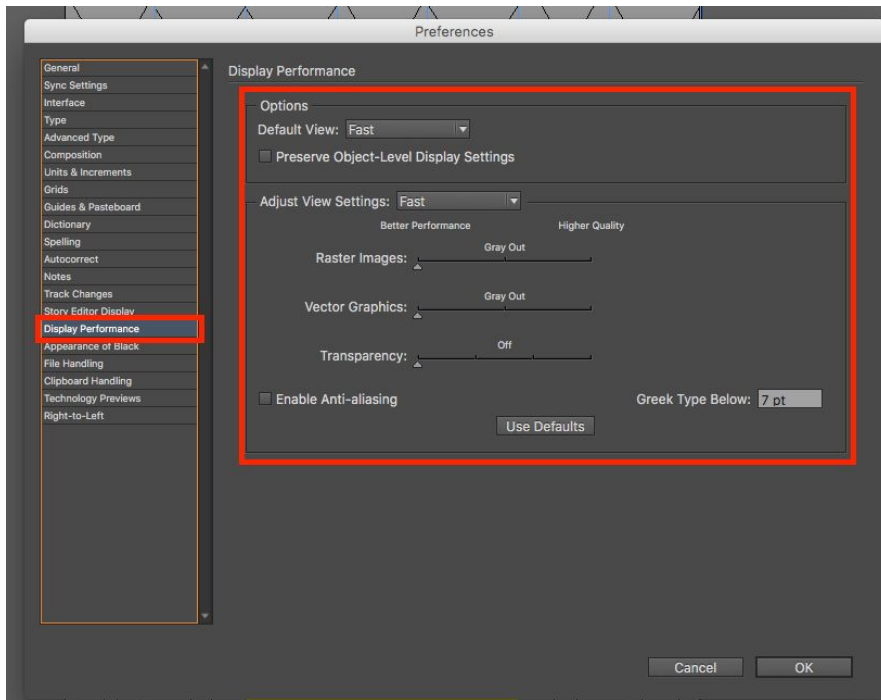 Preferences
General
Sync Settings
Interface
Type
Advanced Type
Composition
Units & Increments
Grids
Guides & Pasteboard
Dictionary
Spelling
Autocorrect
Notes
Track Changes
Story Editor Display
Display Performance
Appearance of Black
File Handling
Clipboard Handling
Technology Previews
Right-to-Left
Display Performance
Options
Default View: Fast
Preserve Object-Level Display Settings
Adjust View Settings: Fast
Better Performance Higher Quality
Gray Out
Raster Images:
Gray Out
Vector Graphics:
Off
Transparency:
Enable Anti-aliasing Greek Type Below: 7 pt
Use Defaults
Cancel OK